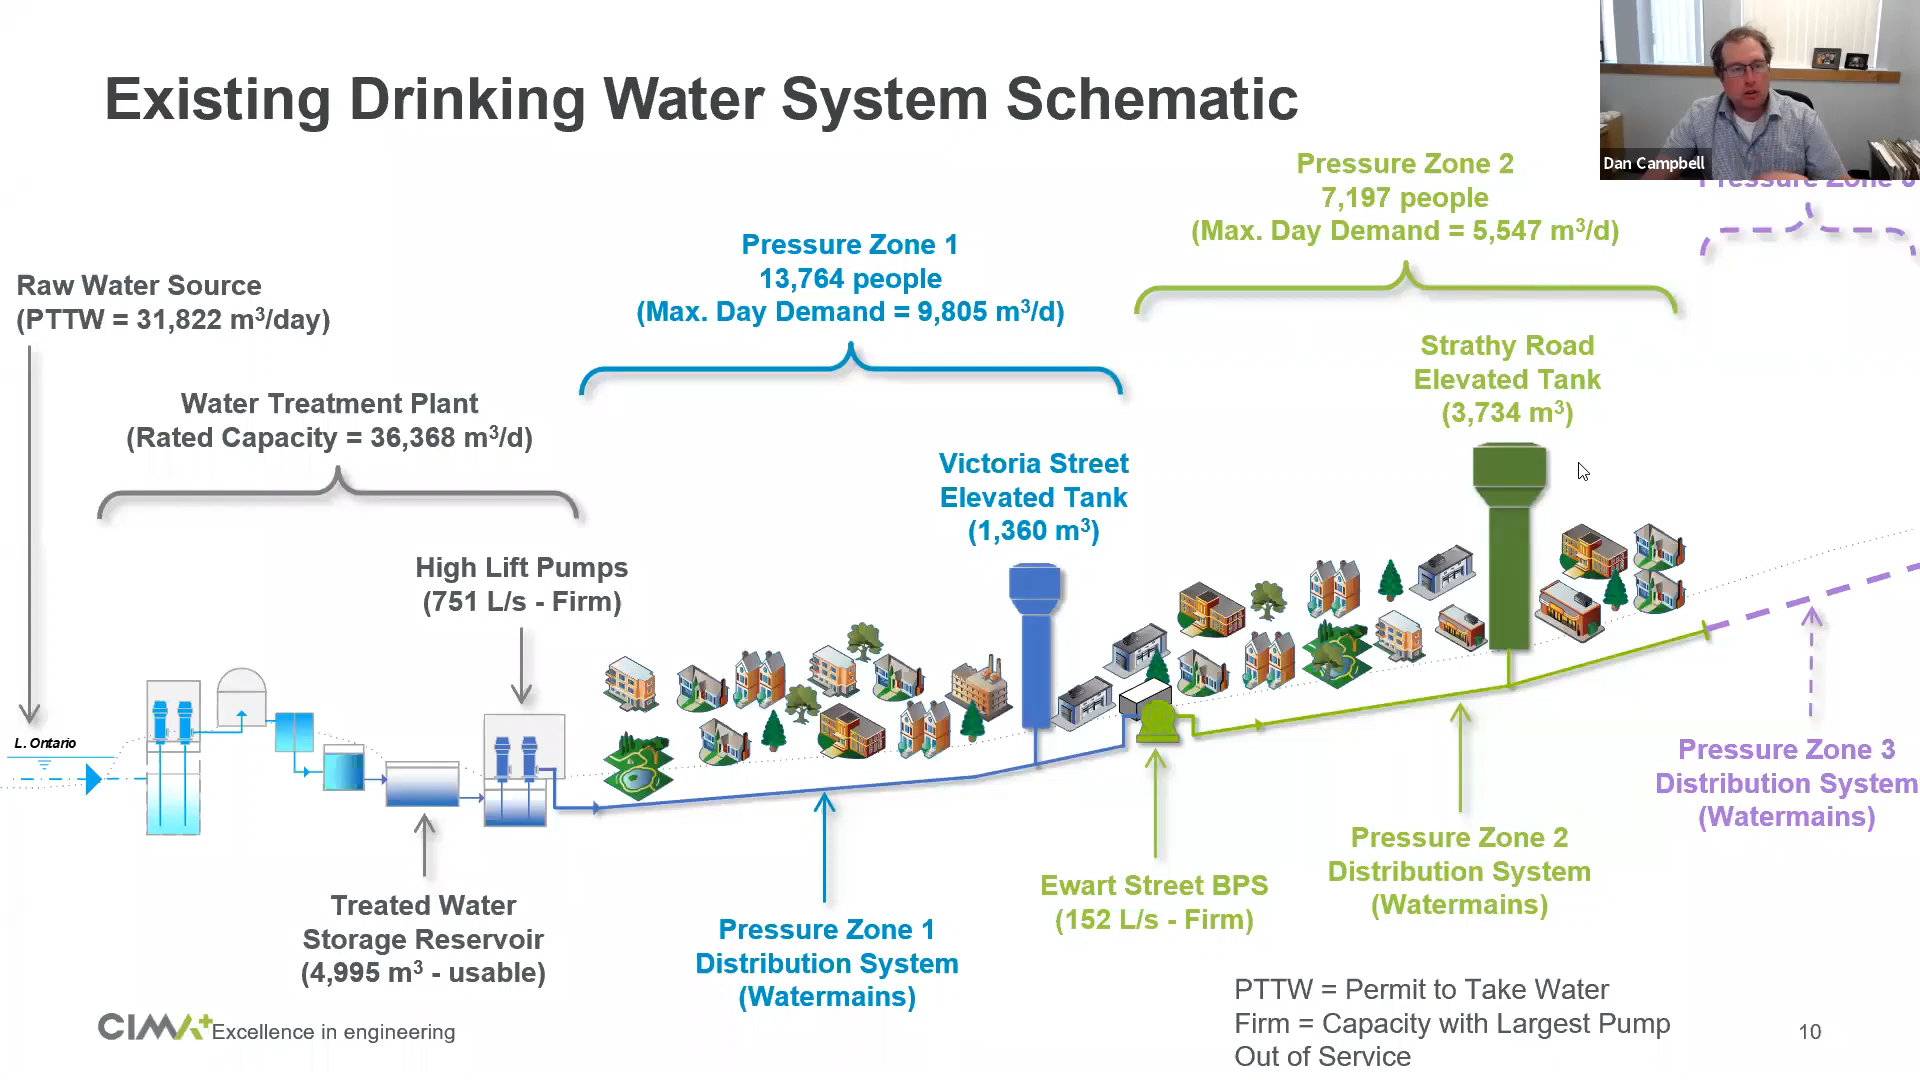 Existing Drinking Water System Schematic
Dan Campbell
Pressure Zone 2
7,197 people
(Max. Day Demand = 5,547 m³/d)
Pressure Zone
Pressure Zone 1
13,764 people
(Max. Day Demand = 9,805 m³/d)
Raw Water Source
(PTTW = 31,822 m³/day)
Strathy Road
Elevated Tank
(3,734 m³)
Water Treatment Plant
(Rated Capacity = 36,368 m³/d)
Victoria Street
Elevated Tank
(1,360 m³)
High Lift Pumps
(751 L/s - Firm)
L. Ontario
Pressure Zone 3
Distribution System
(Watermains)
Pressure Zone 2
Distribution System
(Watermains)
Ewart Street BPS
(152 L/s - Firm)
Treated Water
Storage Reservoir
(4,995 m³ - usable)
Pressure Zone 1
Distribution System
(Watermains)
PTTW = Permit to Take Water
Firm = Capacity with Largest Pump
Out of Service
CIMA+ Excellence in engineering
10